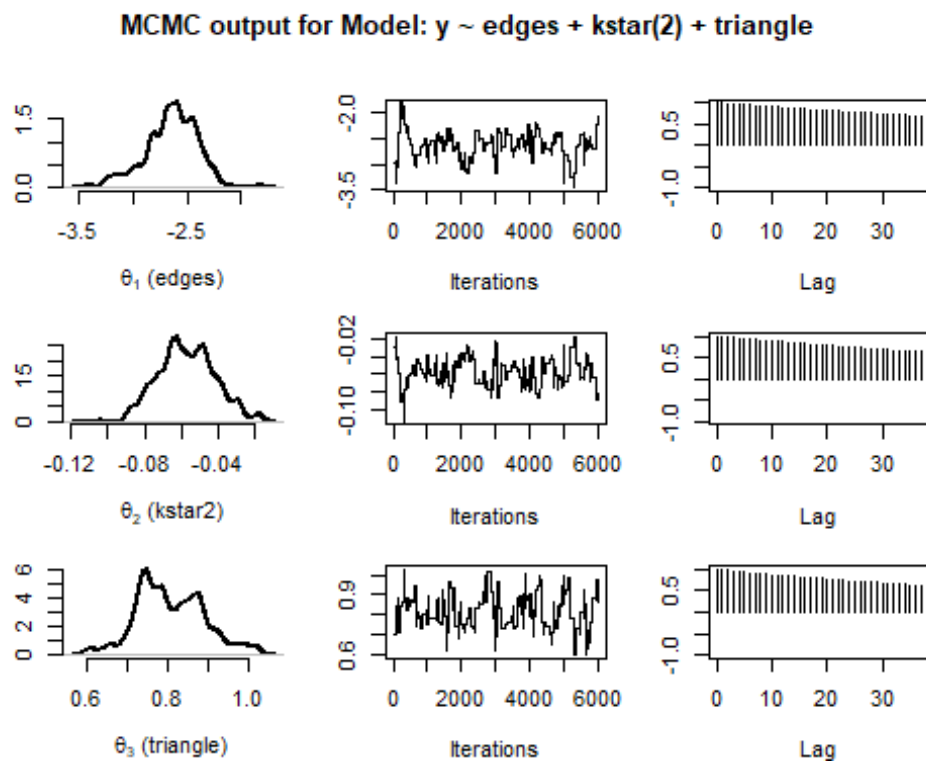 MCMC output for Model: y ~ edges + kstar(2) + triangle
0.0 1.5
-3.5 -2.5
θ1 (edges)
-3.5 -2.0
0 2000 4000 6000
Iterations
-1.0 0.5
0 10 20 30
Lag
0 15
-0.12 -0.08 -0.04
θ2 (kstar2)
-0.10 -0.02
0 2000 4000 6000
Iterations
-1.0 0.5
0 10 20 30
Lag
0 2 4 6
0.6 0.8 1.0
θ3 (triangle)
0.6 0.9
0 2000 4000 6000
Iterations
-1.0 0.5
0 10 20 30
Lag